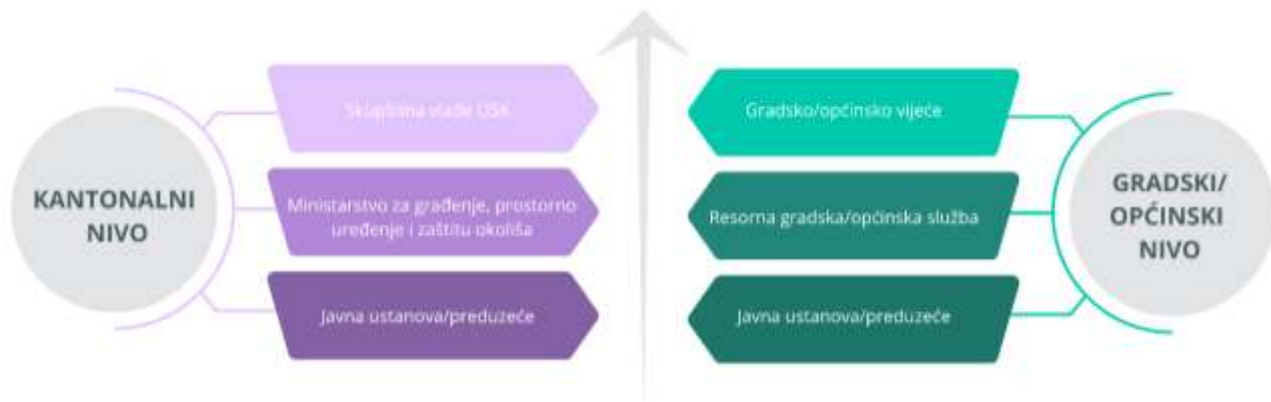 KANTONALNI
NIVO
Skupština vlade USK
Ministarstvo za građenje, prostorno
uređenje i zaštitu okoliša
Javna ustanova/preduzeće
Gradsko/općinsko vijeće
Resorna gradska/općinska služba
Javna ustanova/preduzeće
GRADSKI/
OPĆINSKI
NIVO